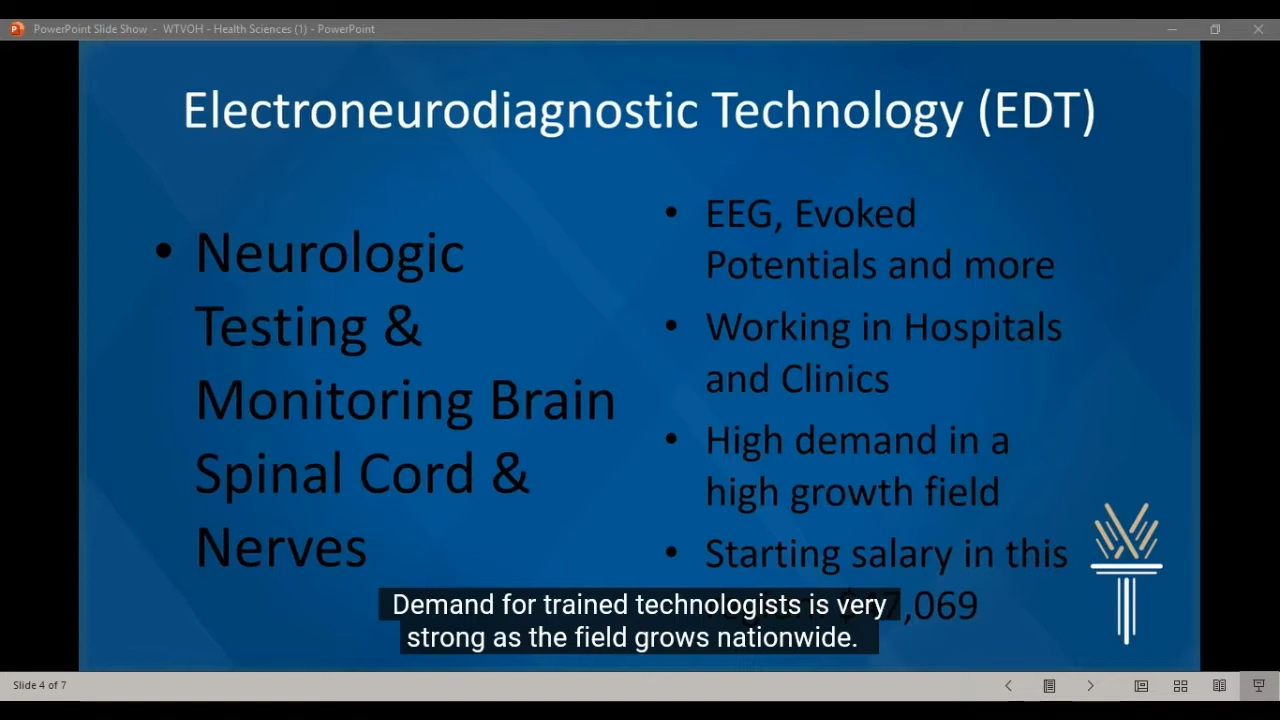 PowerPoint Slide Show - WTVOH - Health Sciences (1) - PowerPoint
Electroneurodiagnostic Technology (EDT)
• Neurologic
Testing &
Monitoring Brain
Spinal Cord &
Nerves
• EEG, Evoked
Potentials and more
• Working in Hospitals
and Clinics
• High demand in a
high growth field
• Starting salary in this
,069
Demand for trained technologists is very
strong as the field grows nationwide.
Slide 4 of 7